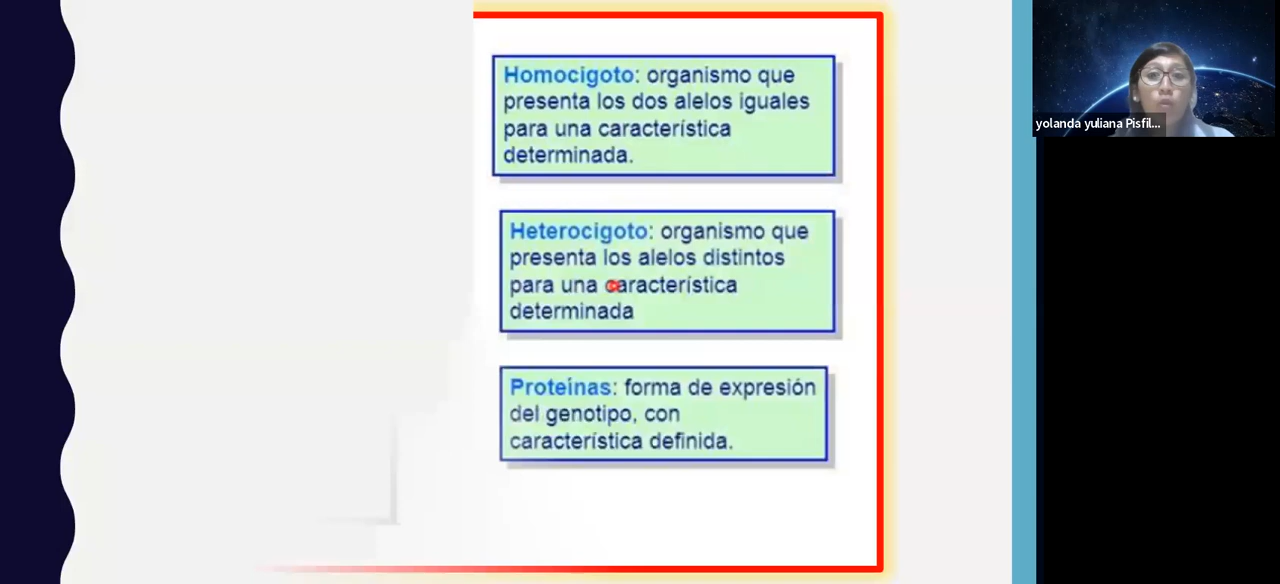 Homocigoto: organismo que
presenta los dos alelos iguales
para una característica
determinada.
Heterocigoto: organismo que
presenta los alelos distintos
para una característica
determinada
Proteínas: forma de expresión
del genotipo, con
característica definida.
yolanda yuliana Pisfil...